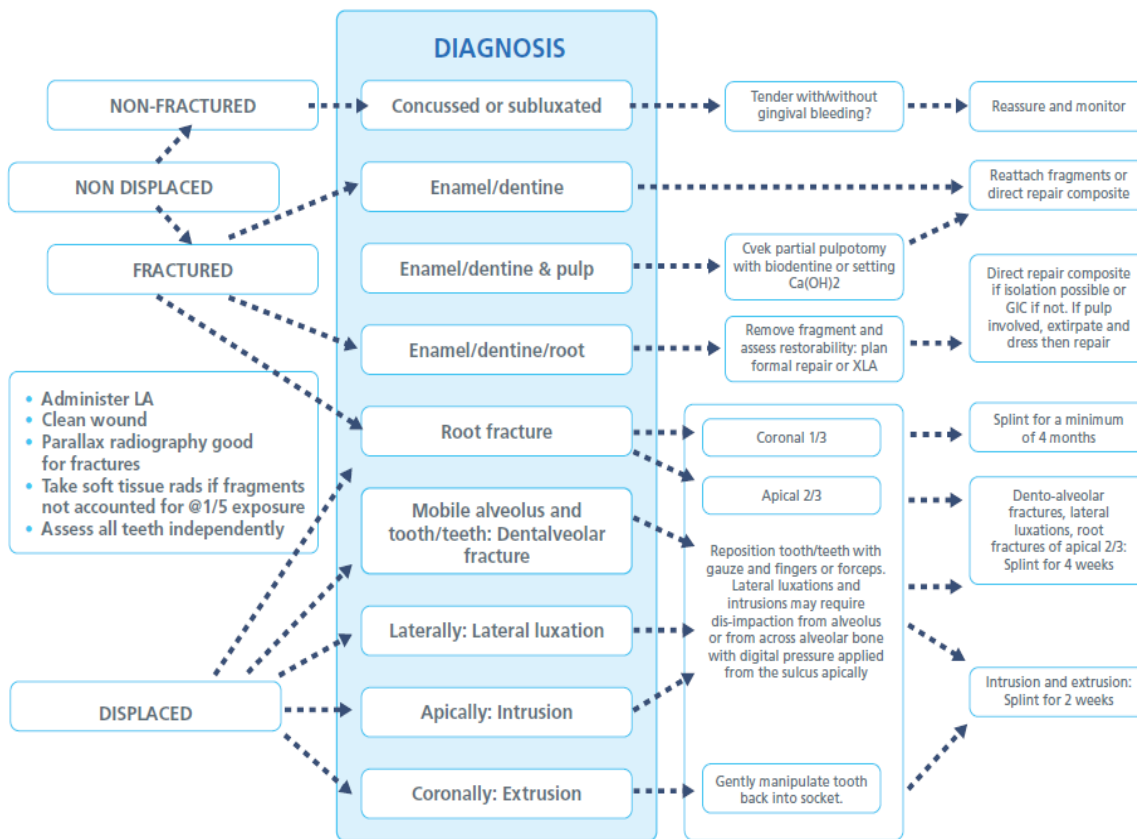 DIAGNOSIS
NON-FRACTURED
Concussed or subluxated
Tender with/without
gingival bleeding?
Reassure and monitor
NON DISPLACED
Enamel/dentine
Reattach fragments or
direct repair composite
FRACTURED
Enamel/dentine & pulp
Cvek partial pulpotomy
with biodentine or setting
Ca(OH)2
Direct repair composite
if isolation possible or
GIC if not. If pulp
involved, extirpate and
dress then repair
Enamel/dentine/root
Remove fragment and
assess restorability: plan
formal repair or XLA
• Administer LA
• Clean wound
• Parallax radiography good
for fractures
• Take soft tissue rads if fragments
not accounted for @1/5 exposure
• Assess all teeth independently
Root fracture
Coronal 1/3
Splint for a minimum
of 4 months
Apical 2/3
Mobile alveolus and
tooth/teeth: Dentalveolar
fracture
Dento-alveolar
fractures, lateral
luxations, root
fractures of apical 2/3:
Splint for 4 weeks
Reposition tooth/teeth with
gauze and fingers or forceps.
Lateral luxations and
intrusions may require
dis-impaction from alveolus
or from across alveolar bone
with digital pressure applied
from the sulcus apically
Laterally: Lateral luxation
DISPLACED
Apically: Intrusion
Intrusion and extrusion:
Splint for 2 weeks
Coronally: Extrusion
Gently manipulate tooth
back into socket.